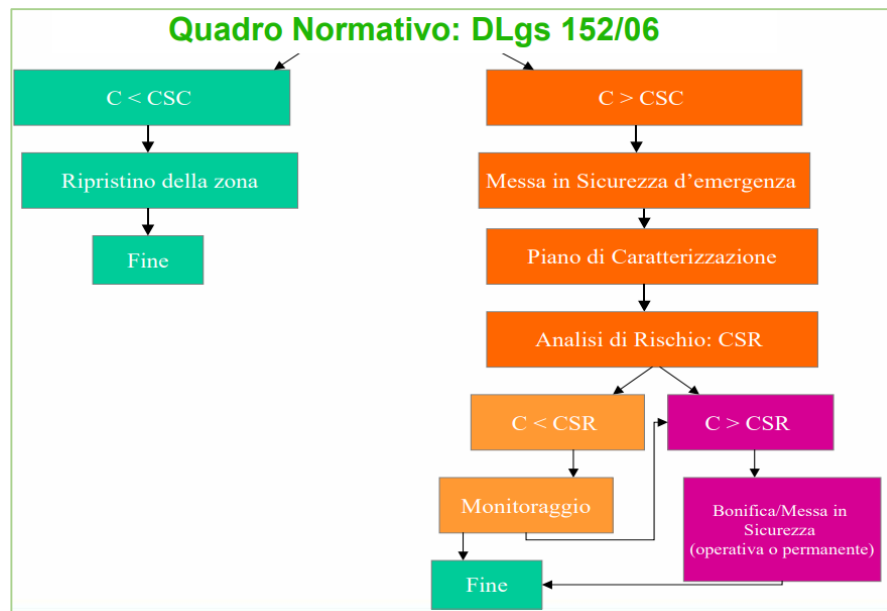 Quadro Normativo: DLgs 152/06
C < CSC
C > CSC
Ripristino della zona
Messa in Sicurezza d'emergenza
Fine
Piano di Caratterizzazione
Analisi di Rischio: CSR
C < CSR
C > CSR
Monitoraggio
Bonifica/Messa in
Sicurezza
(operativa o permanente)
Fine